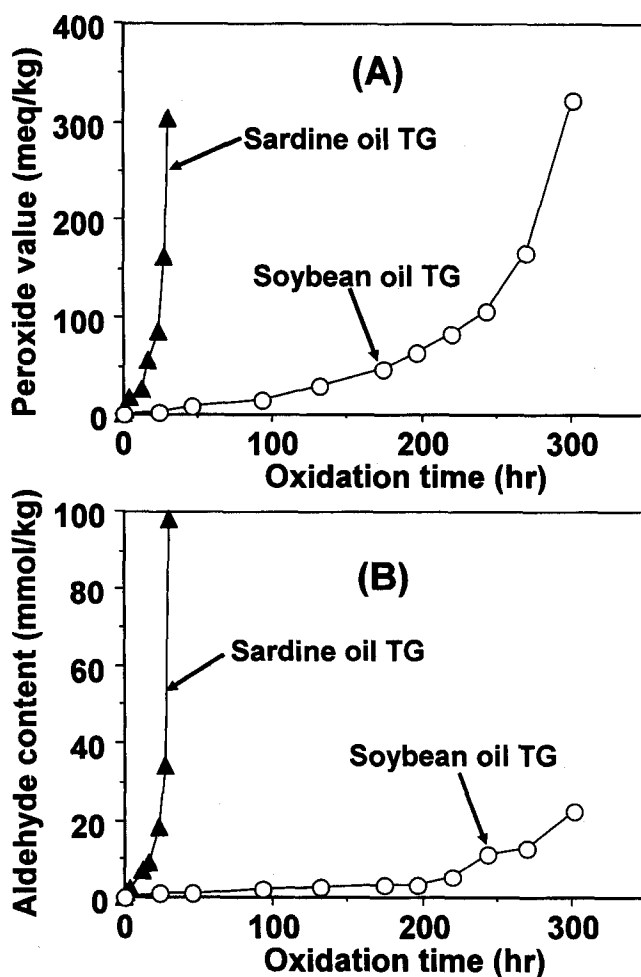 Peroxide value (meq/kg)
400
300
200
100
0
(A)
Sardine oil TG
Soybean oil TG
0 100 200 300
Oxidation time (hr)
Aldehyde content (mmol/kg)
100
80
60
40
20
0
(B)
Sardine oil TG
Soybean oil TG
0 100 200 300
Oxidation time (hr)